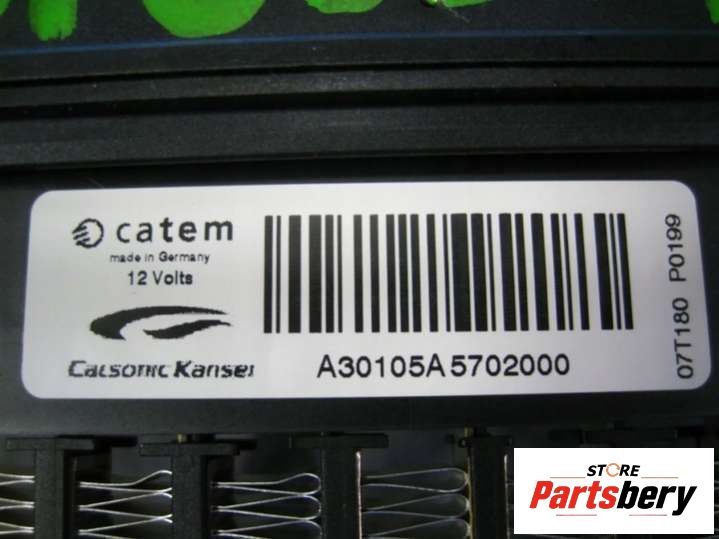 catem
made in Germany
12 Volts
CALSONIC KANSEI
A30105A5702000
07T180 P0199
STORE
Partsbery